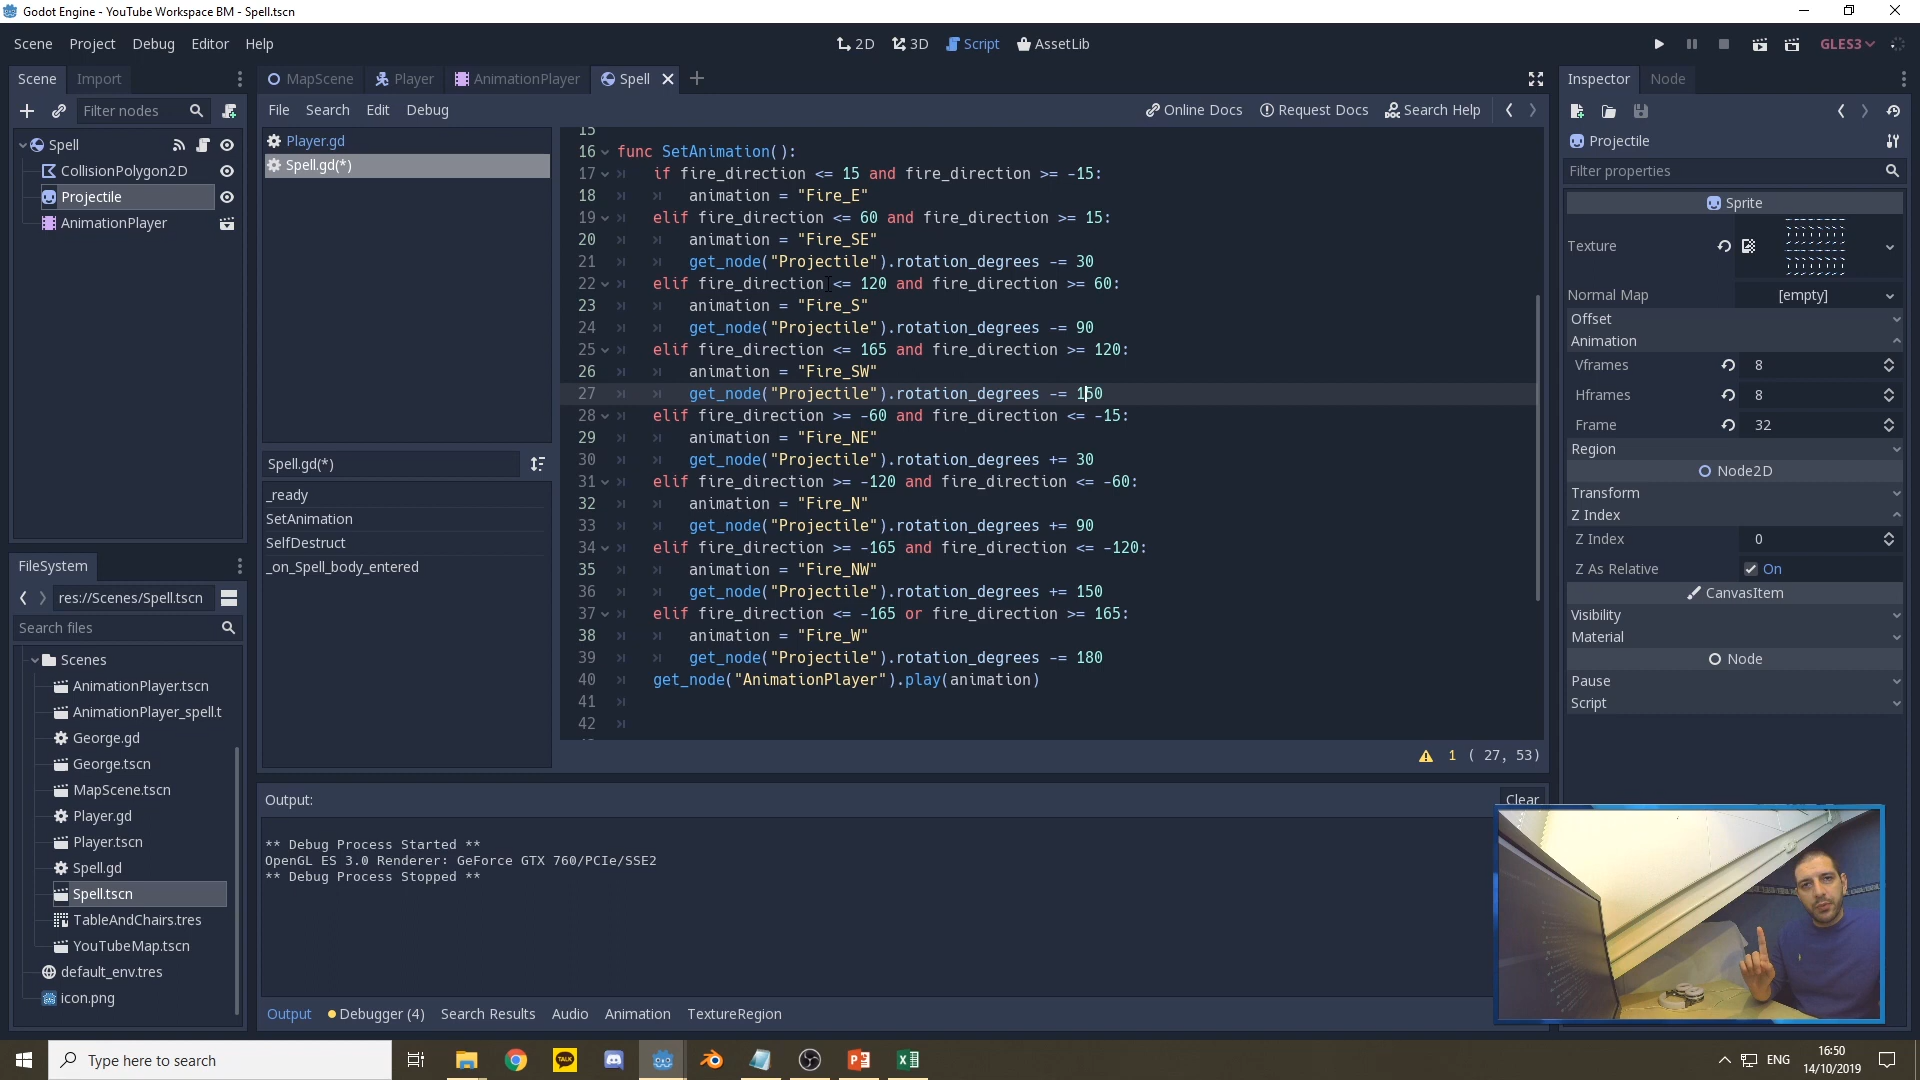 Godot Engine - YouTube Workspace BM - Spell.tscn
Scene Project Debug Editor Help
2D 3D Script AssetLib
GLES3
Scene Import
Filter nodes
Spell
CollisionPolygon2D
Projectile
AnimationPlayer
FileSystem
res://Scenes/Spell.tscn
Search files
Scenes
AnimationPlayer.tscn
AnimationPlayer_spell.t
George.gd
George.tscn
MapScene.tscn
Player.gd
Player.tscn
Spell.gd
Spell.tscn
TableAndChairs.tres
YouTubeMap.tscn
default_env.tres
icon.png
MapScene Player AnimationPlayer Spell
File Search Edit Debug
Online Docs Request Docs Search Help
Player.gd
Spell.gd(*)
Spell.gd(*)
_ready
SetAnimation
SelfDestruct
_on_Spell_body_entered
15
16 func SetAnimation():
17 if fire_direction <= 15 and fire_direction >= -15:
18 animation = "Fire_E"
19 elif fire_direction <= 60 and fire_direction >= 15:
20 animation = "Fire_SE"
21 get_node("Projectile").rotation_degrees -= 30
22 elif fire_direction <= 120 and fire_direction >= 60:
23 animation = "Fire_S"
24 get_node("Projectile").rotation_degrees -= 90
25 elif fire_direction <= 165 and fire_direction >= 120:
26 animation = "Fire_SW"
27 get_node("Projectile").rotation_degrees -= 150
28 elif fire_direction >= -60 and fire_direction <= -15:
29 animation = "Fire_NE"
30 get_node("Projectile").rotation_degrees += 30
31 elif fire_direction >= -120 and fire_direction <= -60:
32 animation = "Fire_N"
33 get_node("Projectile").rotation_degrees += 90
34 elif fire_direction >= -165 and fire_direction <= -120:
35 animation = "Fire_NW"
36 get_node("Projectile").rotation_degrees += 150
37 elif fire_direction <= -165 or fire_direction >= 165:
38 animation = "Fire_W"
39 get_node("Projectile").rotation_degrees -= 180
40 get_node("AnimationPlayer").play(animation)
41
42
1 ( 27, 53)
Output:
Clear
** Debug Process Started **
OpenGL ES 3.0 Renderer: GeForce GTX 760/PCIe/SSE2
** Debug Process Stopped **
Output Debugger (4) Search Results Audio Animation TextureRegion
Inspector Node
Projectile
Filter properties
Sprite
Texture
Normal Map [empty]
Offset
Animation
Vframes 8
Hframes 8
Frame 32
Region
Node2D
Transform
Z Index
Z Index 0
Z As Relative On
CanvasItem
Visibility
Material
Node
Pause
Script
Type here to search
TALK
ENG
16:50
14/10/2019